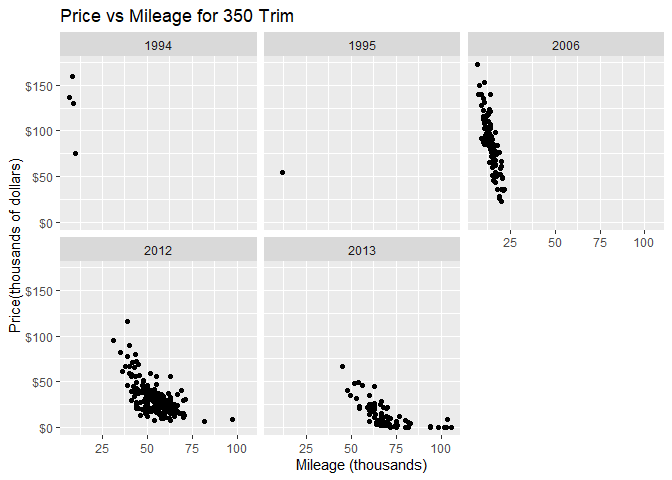 Price vs Mileage for 350 Trim
1994 1995 2006
$150
$100
$50
$0
25 50 75 100
2012 2013
$150
$100
$50
$0
25 50 75 100 25 50 75 100
Mileage (thousands)
Price(thousands of dollars)